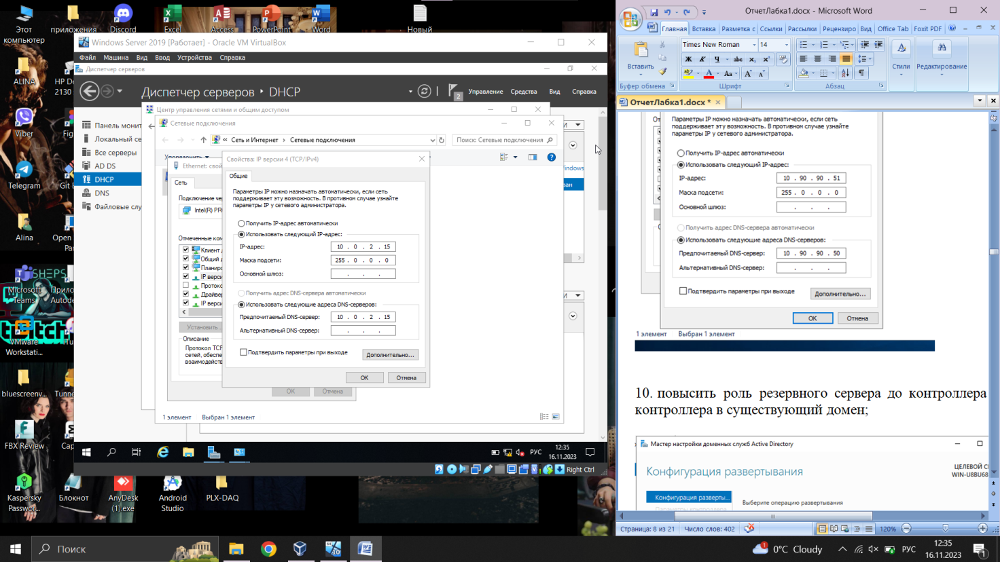 Этот компьютер
приложения
Discord
Excel
Access
PowerPoint
Word
Новый
ALINA
HP De
2130
Viber
Fig
Telegram
Git
Alina
Open
Par
Microsoft Teams
Прило
Autode
VMware Workstati...
bluescreenv...
Tunne
FBX Review
Cap
Kaspersky Passwor...
Блокнот
AnyDesk (1).exe
Android Studio
PLX-DAQ
SHEPS
twitch
Windows Server 2019 [Работает] - Oracle VM VirtualBox
Файл Машина Вид Ввод Устройства Справка
Диспетчер серверов
Диспетчер серверов ‣ DHCP
2
Управление Средства Вид Справка
Панель монит
Локальный се
Все серверы
AD DS
DHCP
DNS
Файловые слу
Центр управления сетями и общим доступом
Сетевые подключения
« Сеть и Интернет › Сетевые подключения
Поиск: Сетевые подключения
Упорядочить
Windows
Ethernet: свой
Сеть
Подключение чер
Intel(R) PR
Отмеченные ком
Клиент д
Общий д
Планиро
IP верси
Протоко
Драйвер
IP верси
Установить...
Описание
Протокол TCP
сетей, обеспе
взаимодейств
OK Отмена
Свойства: IP версии 4 (TCP/IPv4)
Общие
Параметры IP можно назначать автоматически, если сеть
поддерживает эту возможность. В противном случае узнайте
параметры IP у сетевого администратора.
Получить IP-адрес автоматически
Использовать следующий IP-адрес:
IP-адрес: 10 . 0 . 2 . 15
Маска подсети: 255 . 0 . 0 . 0
Основной шлюз: . . .
Получить адрес DNS-сервера автоматически
Использовать следующие адреса DNS-серверов:
Предпочитаемый DNS-сервер: 10 . 0 . 2 . 15
Альтернативный DNS-сервер: . . .
Подтвердить параметры при выходе
Дополнительно...
OK Отмена
1 элемент Выбран 1 элемент
РУС
12:35
16.11.2023
Right Ctrl
ОтчетЛабка1.docx - Microsoft Word
Главная Вставка Разметка с Ссылки Рассылки Рецензиро Вид Office Tab Foxit PDF
Вставить
Буфер обмена
Times New Roman 14
Ж К Ч abc x₂ x²
Aa
Шрифт
Абзац
Стили
Редактирование
ОтчетЛабка1.docx *
Параметры IP можно назначать автоматически, если сеть
поддерживает эту возможность. В противном случае узнайте
параметры IP у сетевого администратора.
Получить IP-адрес автоматически
Использовать следующий IP-адрес:
IP-адрес: 10 . 90 . 90 . 51
Маска подсети: 255 . 0 . 0 . 0
Основной шлюз: . . .
Получить адрес DNS-сервера автоматически
Использовать следующие адреса DNS-серверов:
Предпочитаемый DNS-сервер: 10 . 90 . 90 . 50
Альтернативный DNS-сервер: . . .
Подтвердить параметры при выходе
Дополнительно...
OK Отмена
1 элемент Выбран 1 элемент
10. повысить роль резервного сервера до контроллера
контроллера в существующий домен;
Мастер настройки доменных служб Active Directory
Конфигурация развертывания
ЦЕЛЕВОЙ С
WIN-U8BU68
Конфигурация разверты...
Параметры контроллера
Выберите операцию развертывания
Страница: 8 из 21 Число слов: 402
120%
Поиск
0°C Cloudy
РУС
12:35
16.11.2023
1